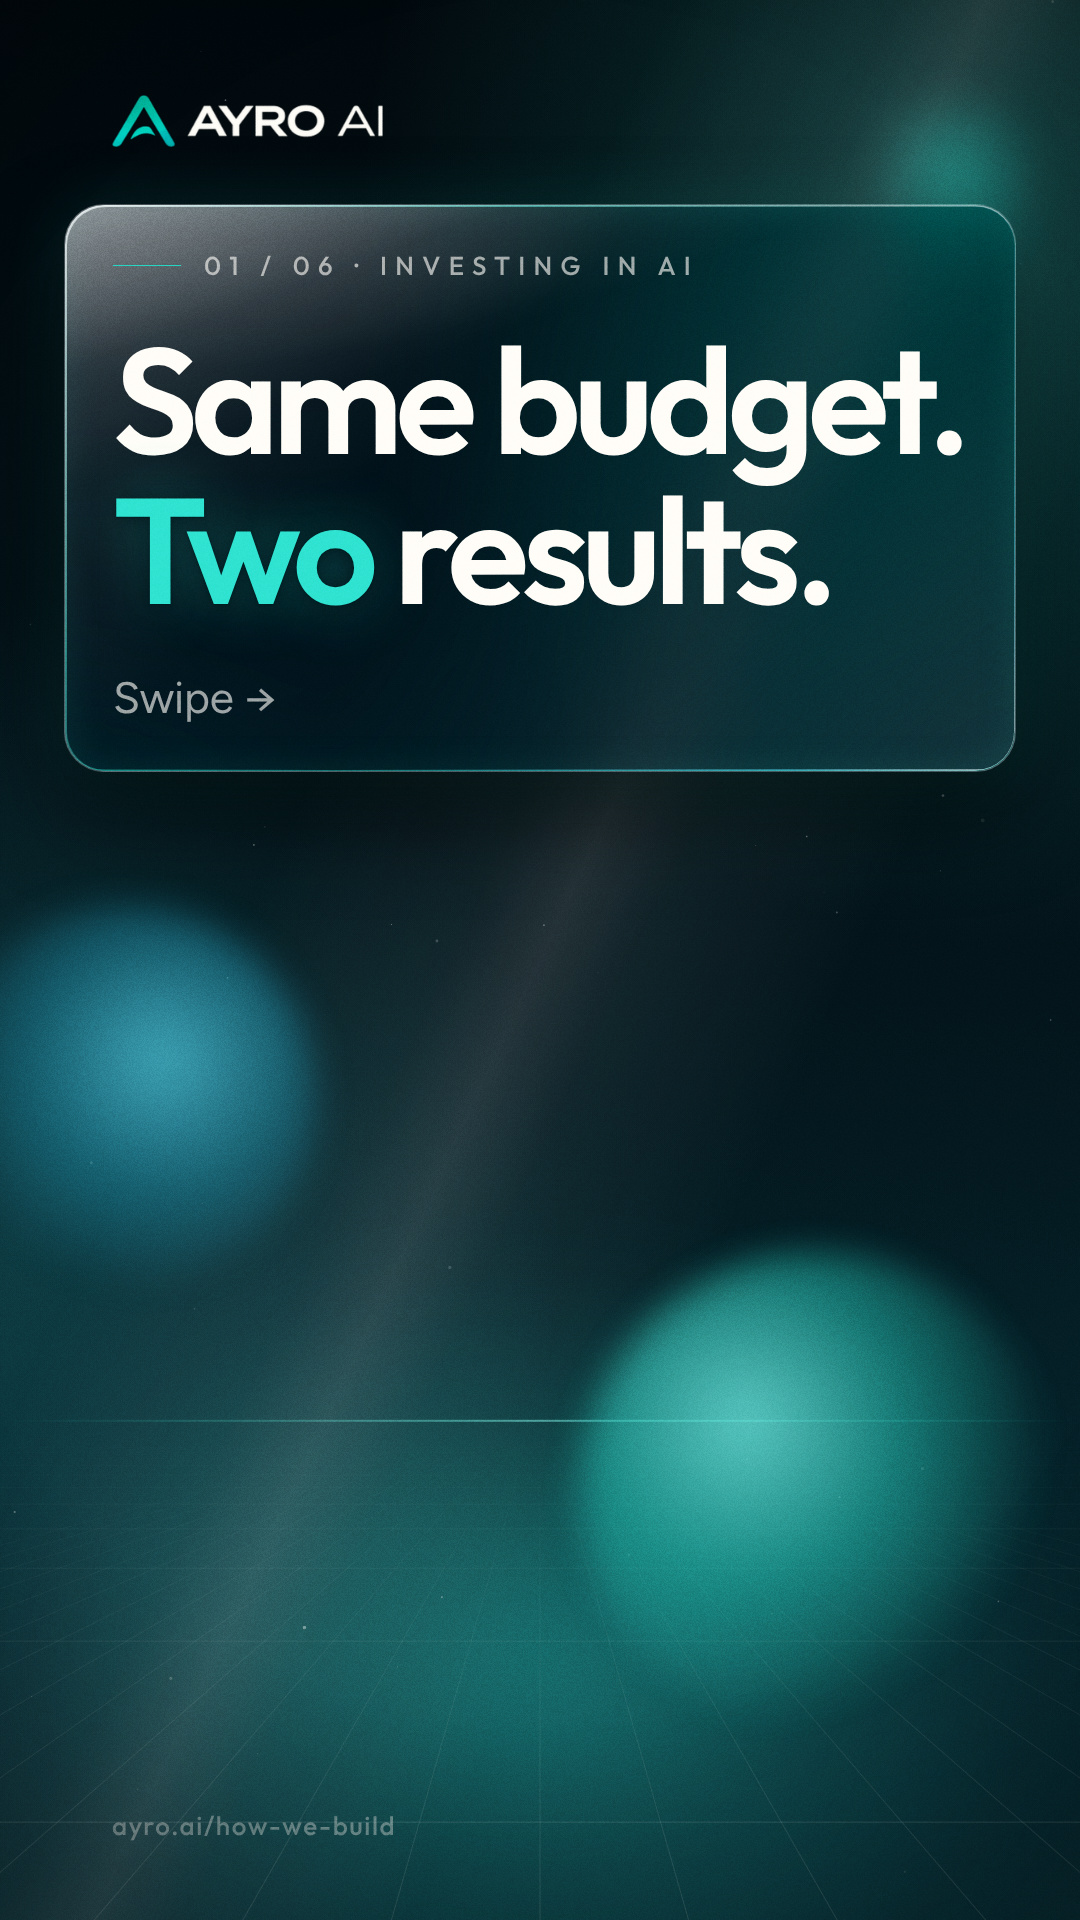 AYRO AI
01 / 06 · INVESTING IN AI
Same budget.
Two results.
Swipe →
ayro.ai/how-we-build